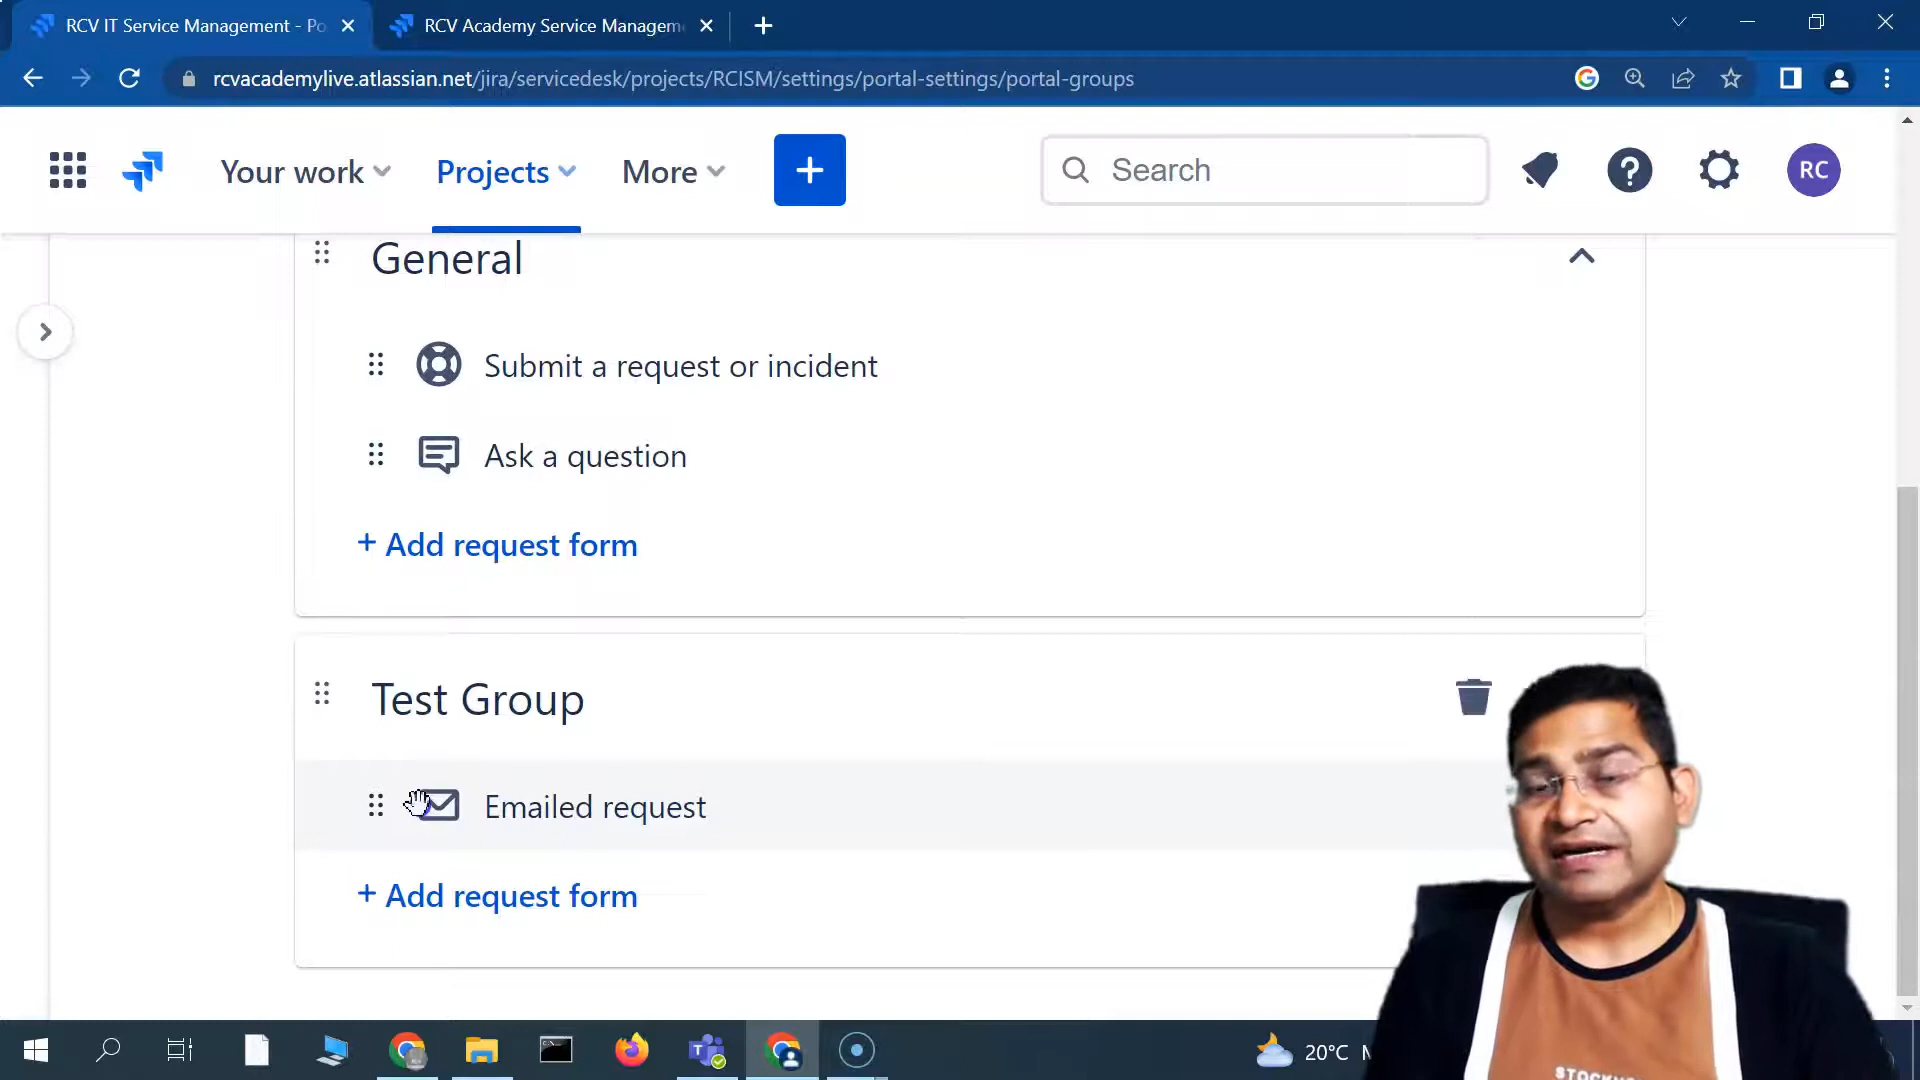 RCV IT Service Management - Po
RCV Academy Service Managem
rcvacademylive.atlassian.net/jira/servicedesk/projects/RCISM/settings/portal-settings/portal-groups
Your work
Projects
More
Search
RC
General
Submit a request or incident
Ask a question
+ Add request form
Test Group
Emailed request
+ Add request form
20°C